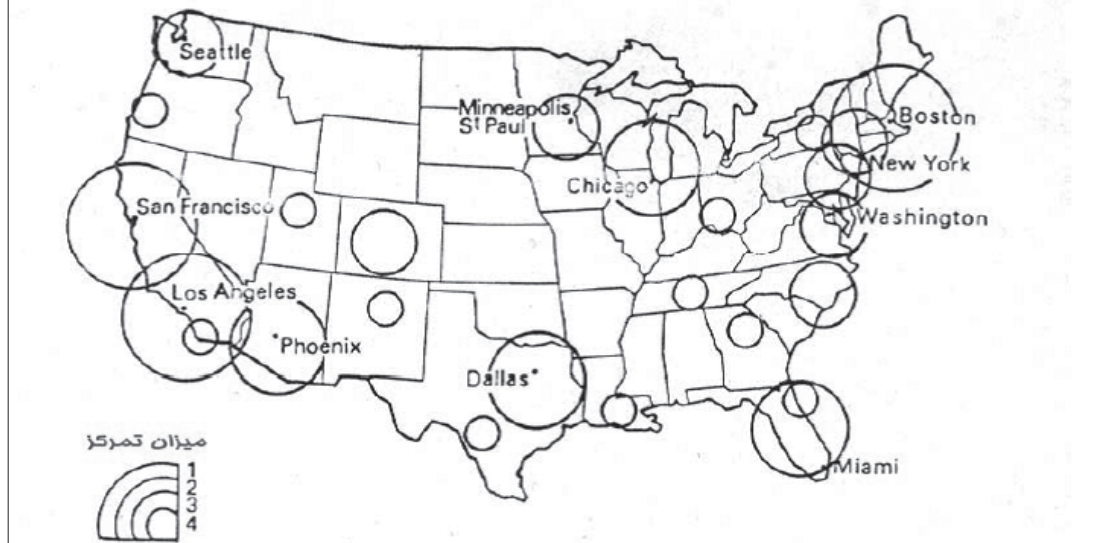 Seattle
Minneapolis
St Paul
Boston
New York
Chicago
San Francisco
Washington
Los Angeles
Phoenix
Dallas
Miami
میزان تمرکز
1
2
3
4